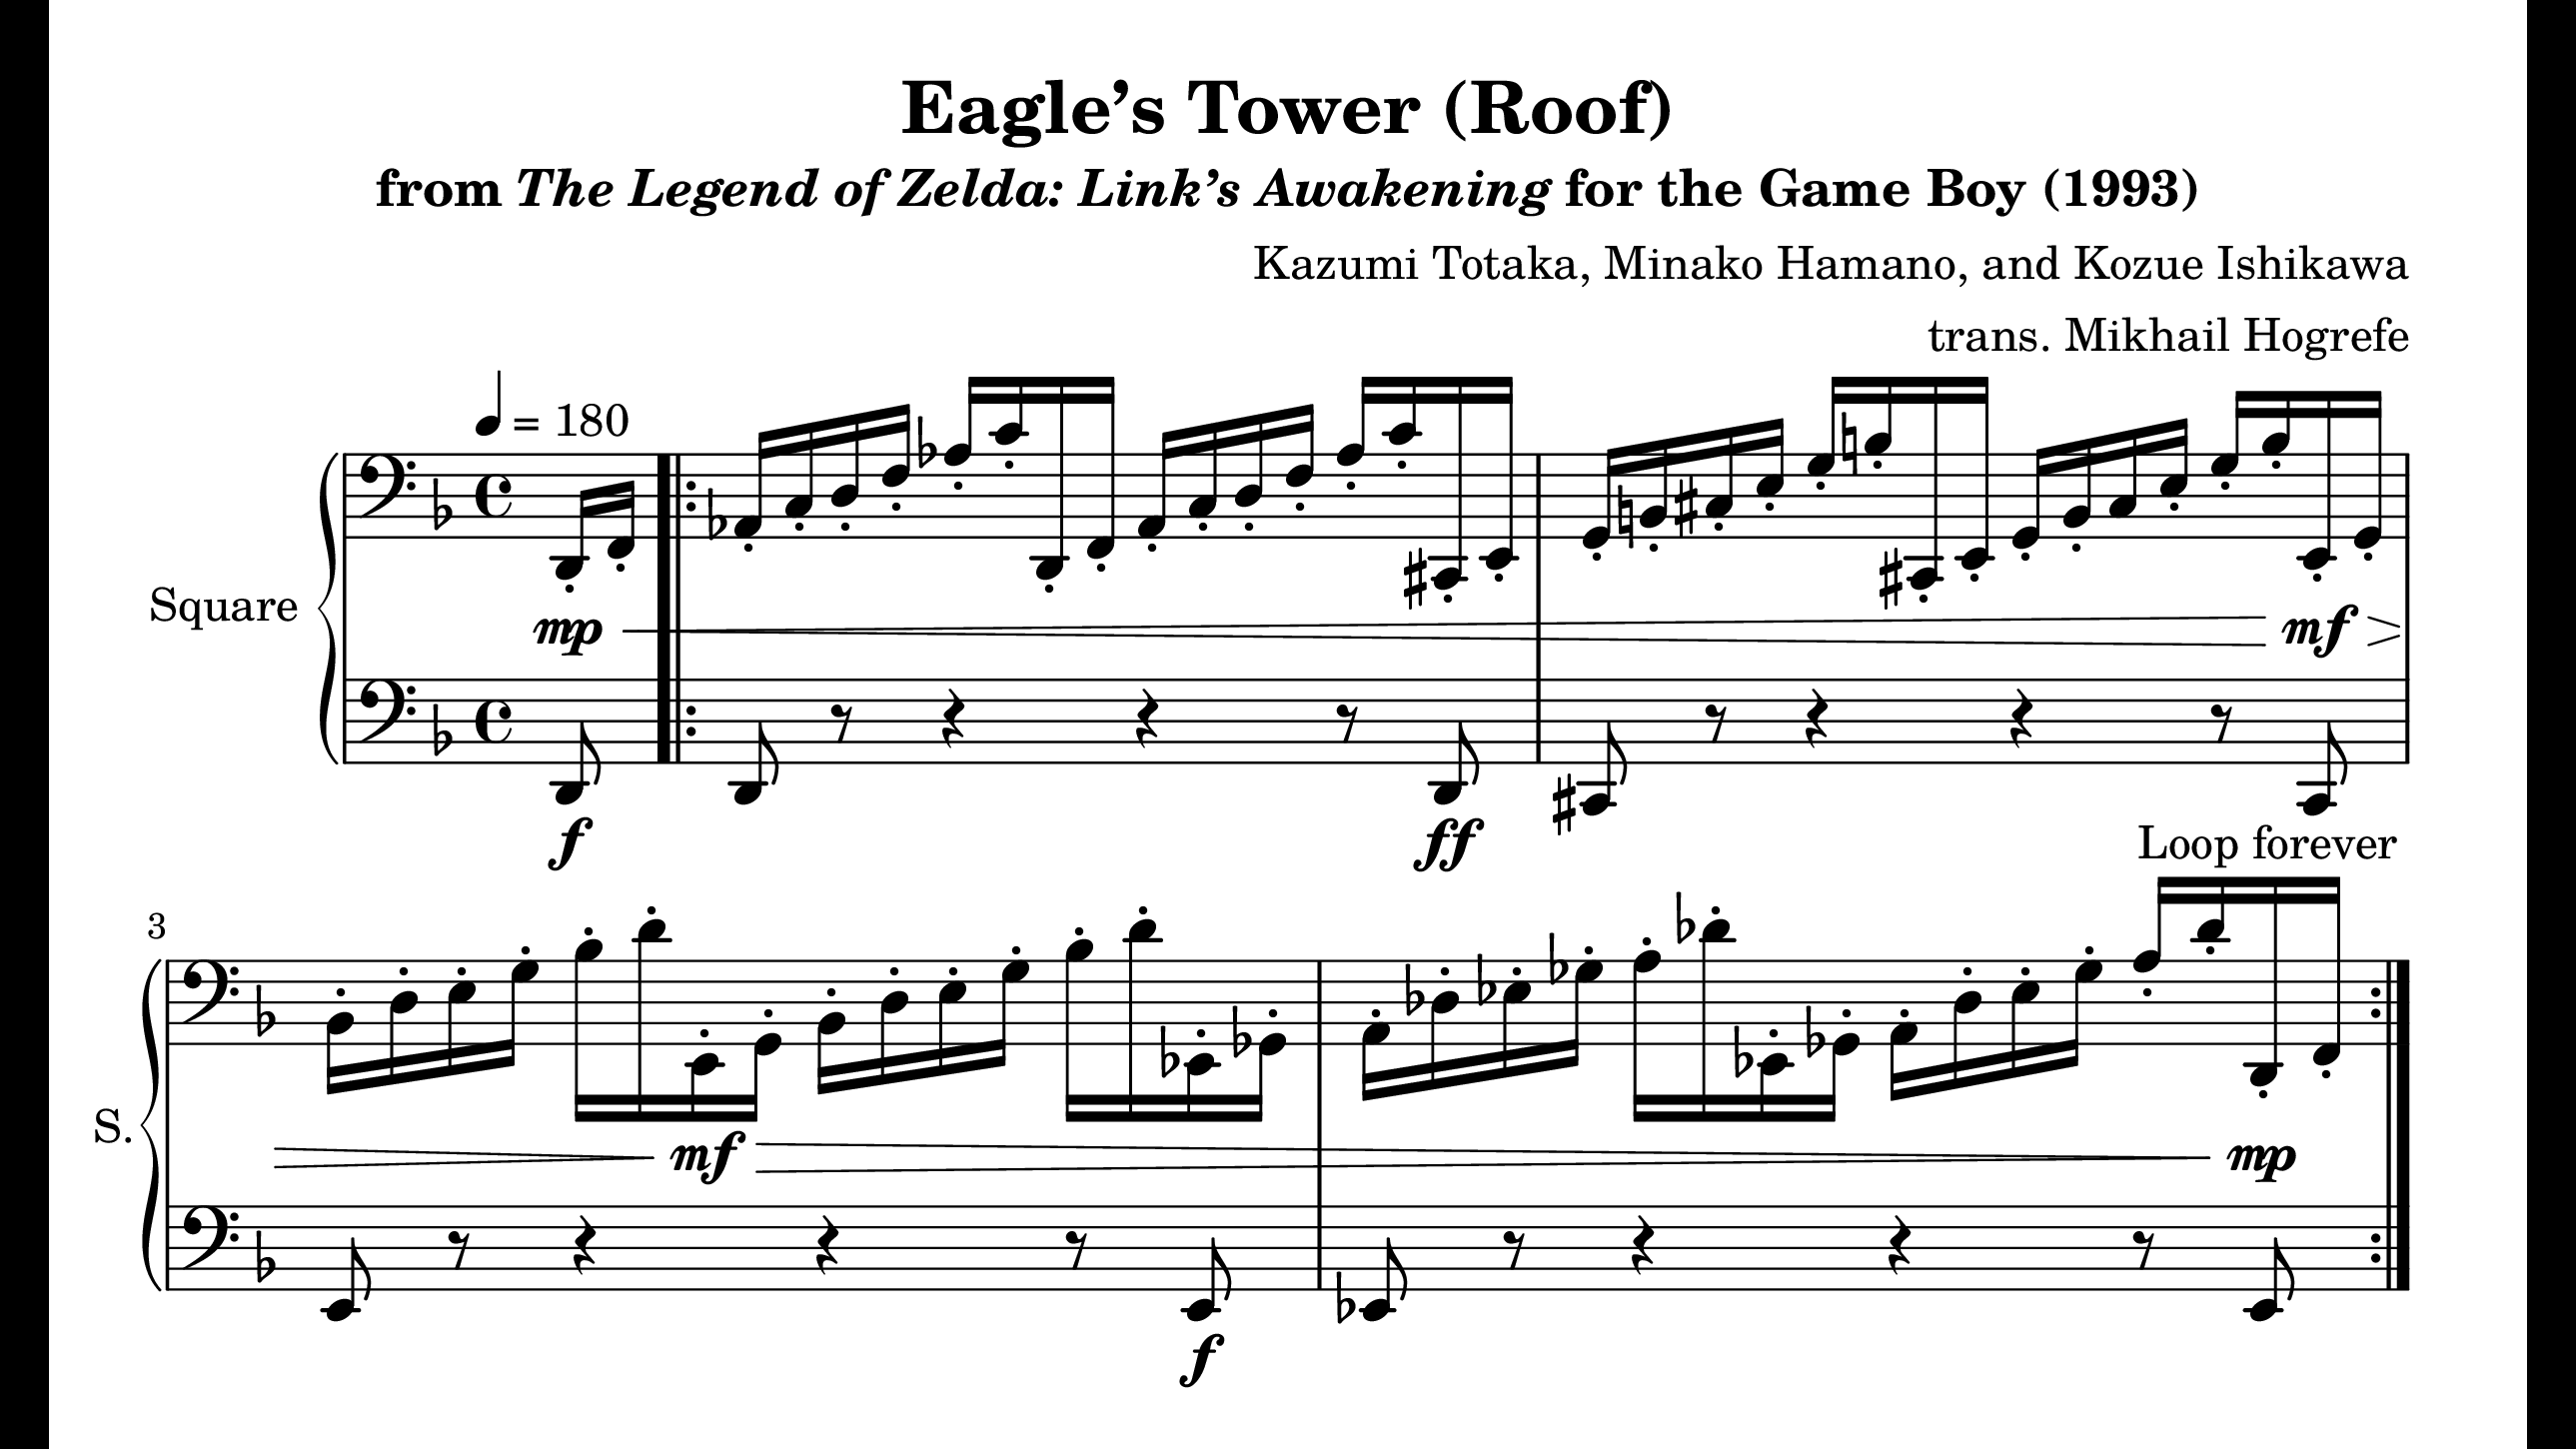 Eagle’s Tower (Roof)
from The Legend of Zelda: Link’s Awakening for the Game Boy (1993)
Kazumi Totaka, Minako Hamano, and Kozue Ishikawa
trans. Mikhail Hogrefe
= 180
Square
mp
mf
f
ff
Loop forever
3
S.
mf
mp
f